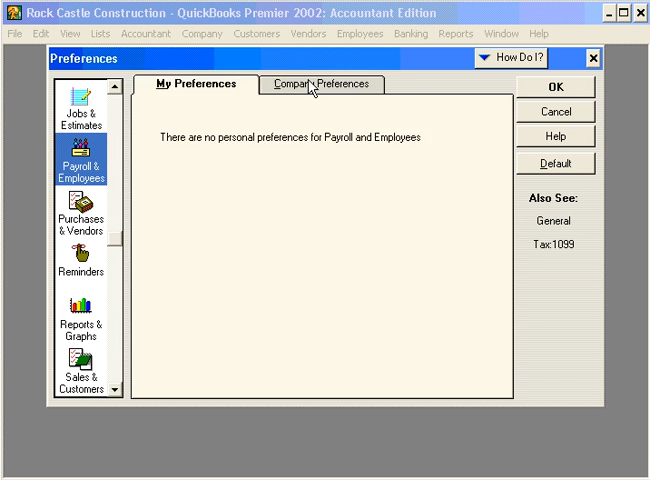 Rock Castle Construction - QuickBooks Premier 2002: Accountant Edition
File Edit View Lists Accountant Company Customers Vendors Employees Banking Reports Window Help
Preferences
How Do I?
My Preferences
Company Preferences
There are no personal preferences for Payroll and Employees
Jobs &
Estimates
Payroll &
Employees
Purchases
& Vendors
Reminders
Reports &
Graphs
Sales &
Customers
OK
Cancel
Help
Default
Also See:
General
Tax:1099